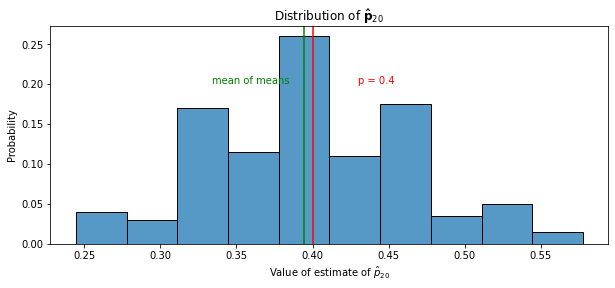 Distribution of p̂₂₀
0.25
0.20
0.15
0.10
0.05
0.00
Probability
mean of means
p = 0.4
0.25 0.30 0.35 0.40 0.45 0.50 0.55
Value of estimate of p̂₂₀